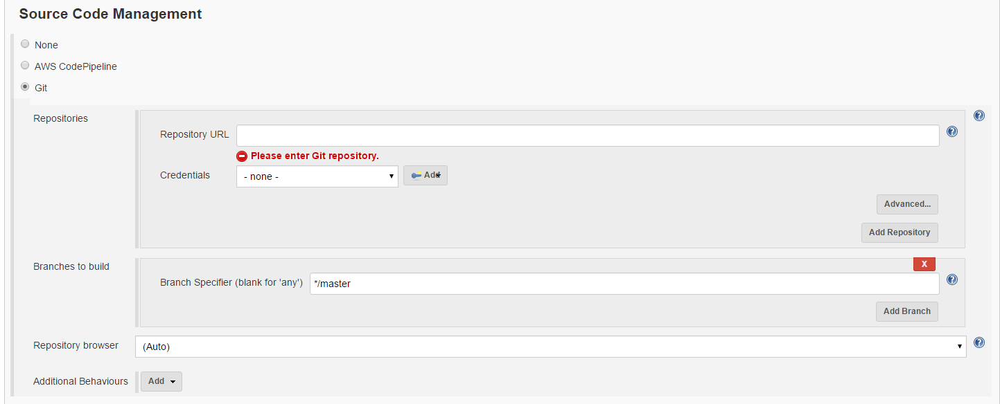 Source Code Management
None
AWS CodePipeline
Git
Repositories
Repository URL
Please enter Git repository.
Credentials
- none -
Add
Advanced...
Add Repository
Branches to build
X
Branch Specifier (blank for 'any')
*/master
Add Branch
Repository browser
(Auto)
Additional Behaviours
Add